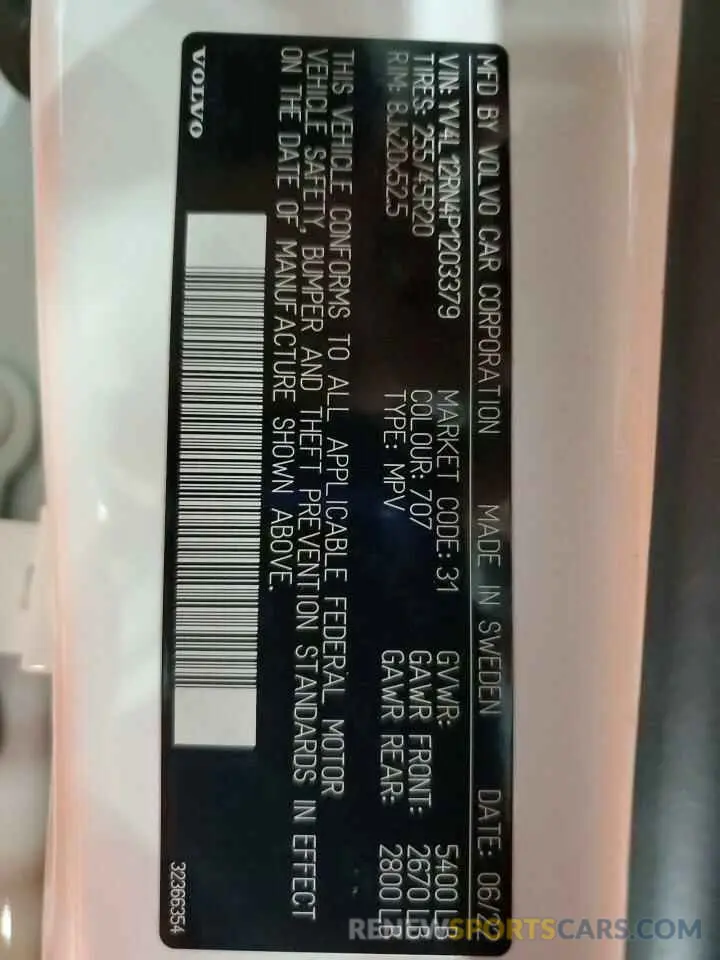 MFD BY VOLVO CAR CORPORATION MADE IN SWEDEN DATE: 06/22
VIN: YV4L12RN4P1203379 MARKET CODE: 31 GVWR: 5400 LB
TIRES: 255/45R20 COLOUR: 707 GAWR FRONT: 2670 LB
RIM: 8Jx20x52.5 TYPE: MPV GAWR REAR: 2800 LB
THIS VEHICLE CONFORMS TO ALL APPLICABLE FEDERAL MOTOR
VEHICLE SAFETY, BUMPER AND THEFT PREVENTION STANDARDS IN EFFECT
ON THE DATE OF MANUFACTURE SHOWN ABOVE.
VOLVO
32366354
RENEWSPORTSCARS.COM